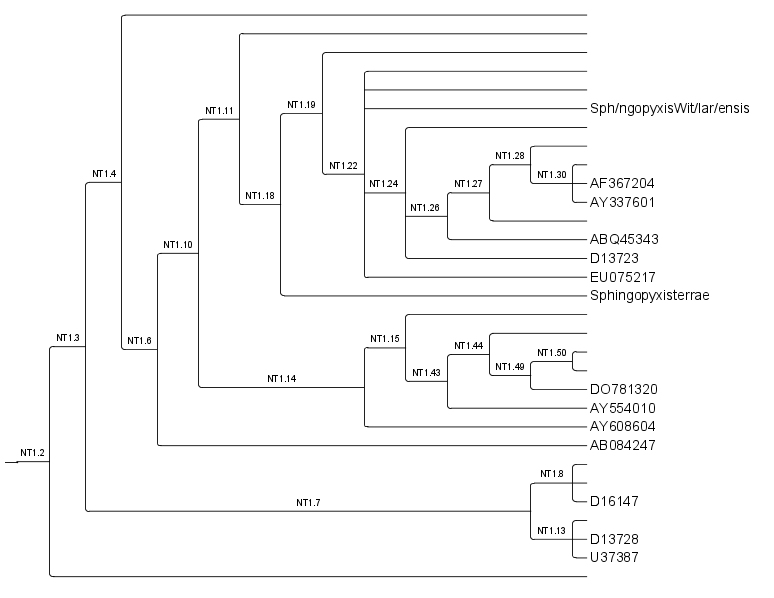 Sph/ngopyxisWit/lar/ensis
NT1.11
NT1.19
NT1.28
NT1.22
NT1.30
NT1.4
NT1.24
NT1.27
AF367204
NT1.18
AY337601
NT1.26
ABQ45343
NT1.10
D13723
EU075217
Sphingopyxisterrae
NT1.3
NT1.6
NT1.15
NT1.44
NT1.50
NT1.14
NT1.43
NT1.49
DO781320
AY554010
AY608604
AB084247
NT1.2
NT1.8
NT1.7
D16147
NT1.13
D13728
U37387